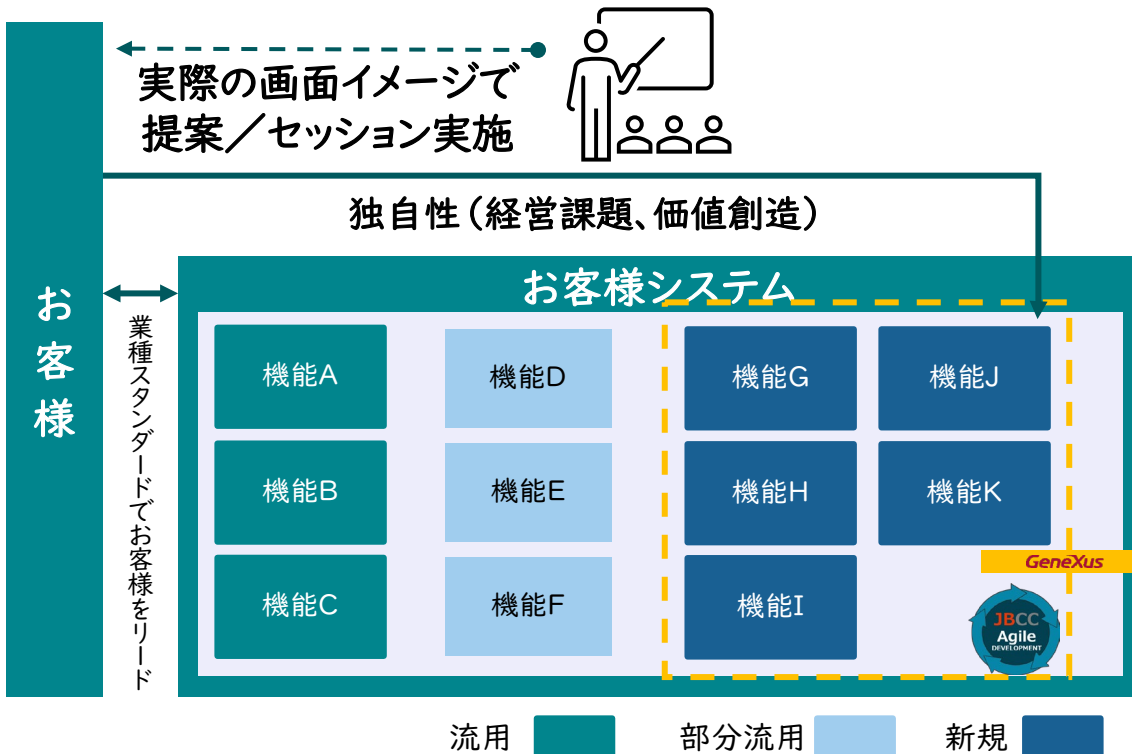 実際の画面イメージで
提案／セッション実施
独自性（経営課題、価値創造）
お客様
業種スタンダードでお客様をリード
お客様システム
機能A
機能D
機能G
機能J
機能B
機能E
機能H
機能K
機能C
機能F
機能I
GeneXus
JBCC
Agile
DEVELOPMENT
流用
部分流用
新規